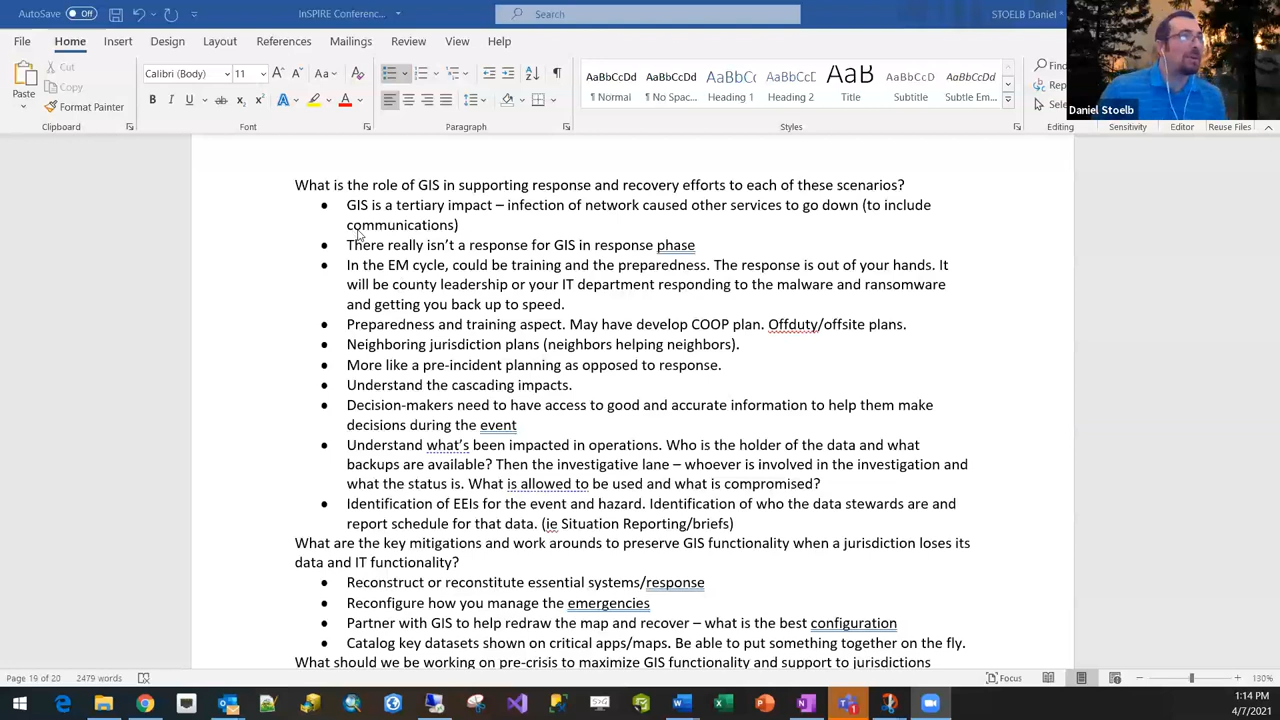 AutoSave Off InSPIRE Conferenc... Search STOELB Daniel
File Home Insert Design Layout References Mailings Review View Help
Paste Cut Copy Format Painter
Calibri (Body) 11
AaBbCcDd AaBbCcDd AaBbCc AaBbCcD AaB AaBbCcD AaBbCcDd
¶ Normal ¶ No Spac... Heading 1 Heading 2 Title Subtitle Subtle Em...
Clipboard Font Paragraph Styles Editing Sensitivity Editor Reuse Files
Daniel Stoelb
What is the role of GIS in supporting response and recovery efforts to each of these scenarios?
• GIS is a tertiary impact – infection of network caused other services to go down (to include
communications)
• There really isn't a response for GIS in response phase
• In the EM cycle, could be training and the preparedness. The response is out of your hands. It
will be county leadership or your IT department responding to the malware and ransomware
and getting you back up to speed.
• Preparedness and training aspect. May have develop COOP plan. Offduty/offsite plans.
• Neighboring jurisdiction plans (neighbors helping neighbors).
• More like a pre-incident planning as opposed to response.
• Understand the cascading impacts.
• Decision-makers need to have access to good and accurate information to help them make
decisions during the event
• Understand what's been impacted in operations. Who is the holder of the data and what
backups are available? Then the investigative lane – whoever is involved in the investigation and
what the status is. What is allowed to be used and what is compromised?
• Identification of EEIs for the event and hazard. Identification of who the data stewards are and
report schedule for that data. (ie Situation Reporting/briefs)
What are the key mitigations and work arounds to preserve GIS functionality when a jurisdiction loses its
data and IT functionality?
• Reconstruct or reconstitute essential systems/response
• Reconfigure how you manage the emergencies
• Partner with GIS to help redraw the map and recover – what is the best configuration
• Catalog key datasets shown on critical apps/maps. Be able to put something together on the fly.
What should we be working on pre-crisis to maximize GIS functionality and support to jurisdictions
Page 19 of 20 2479 words Focus 130%
1:14 PM
4/7/2021